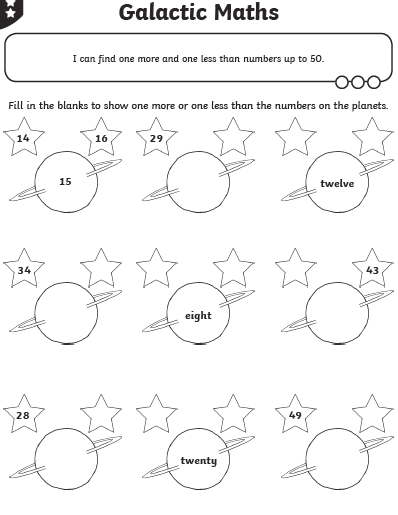 Galactic Maths
I can find one more and one less than numbers up to 50.
Fill in the blanks to show one more or one less than the numbers on the planets.
14 16 29
15 twelve
34 43
eight
28 49
twenty